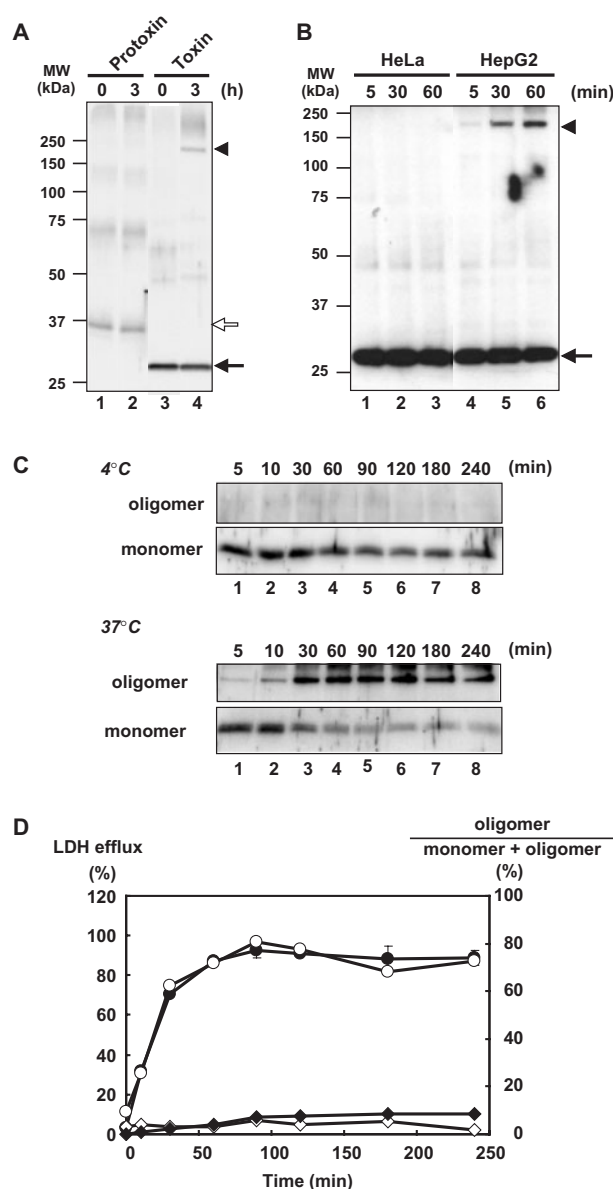 A
Protoxin Toxin
MW
(kDa)
0 3 0 3 (h)
250
150
100
75
50
37
25
1 2 3 4
B
HeLa HepG2
MW
(kDa)
5 30 60 5 30 60 (min)
250
150
100
75
50
37
25
1 2 3 4 5 6
C
4°C
5 10 30 60 90 120 180 240 (min)
oligomer
monomer
1 2 3 4 5 6 7 8
37°C
5 10 30 60 90 120 180 240 (min)
oligomer
monomer
1 2 3 4 5 6 7 8
D
LDH efflux
(%)
oligomer
monomer + oligomer
(%)
120
100
80
60
40
20
0
100
80
60
40
20
0
0 50 100 150 200 250
Time (min)